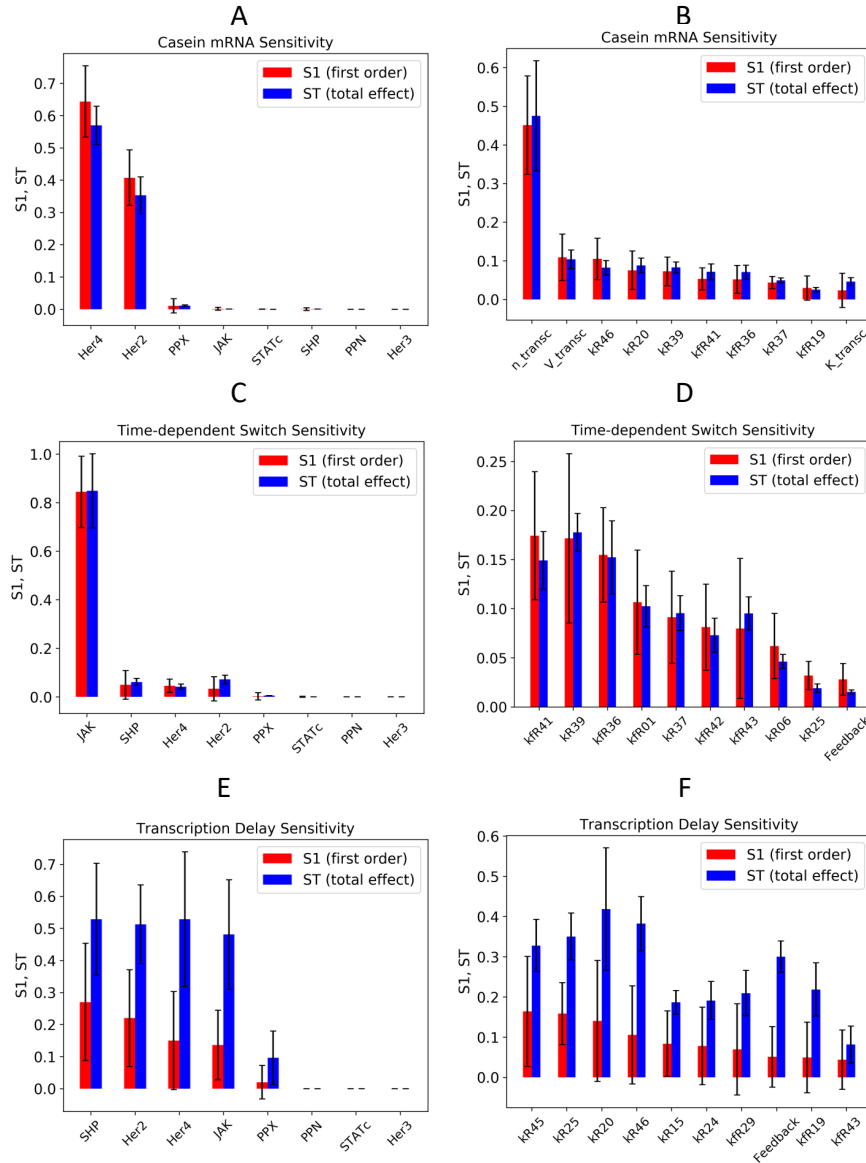 A
Casein mRNA Sensitivity
S1 (first order)
ST (total effect)
S1, ST
0.7
0.6
0.5
0.4
0.3
0.2
0.1
0.0
Her4
Her2
PPX
JAK
STATc
SHP
PPN
Her3
B
Casein mRNA Sensitivity
S1 (first order)
ST (total effect)
S1, ST
0.6
0.5
0.4
0.3
0.2
0.1
0.0
n_transc
V_transc
kR46
kR20
kR39
kfR41
kfR36
kR37
kfR19
K_transc
C
Time-dependent Switch Sensitivity
S1 (first order)
ST (total effect)
S1, ST
1.0
0.8
0.6
0.4
0.2
0.0
JAK
SHP
Her4
Her2
PPX
STATc
PPN
Her3
D
Time-dependent Switch Sensitivity
S1 (first order)
ST (total effect)
S1, ST
0.25
0.20
0.15
0.10
0.05
0.00
kfR41
kR39
kfR36
kfR01
kR37
kfR42
kfR43
kR06
kR25
Feedback
E
Transcription Delay Sensitivity
S1 (first order)
ST (total effect)
S1, ST
0.7
0.6
0.5
0.4
0.3
0.2
0.1
0.0
SHP
Her2
Her4
JAK
PPX
PPN
STATc
Her3
F
Transcription Delay Sensitivity
S1 (first order)
ST (total effect)
S1, ST
0.6
0.5
0.4
0.3
0.2
0.1
0.0
kR45
kR25
kR20
kR46
kR15
kR24
kfR29
Feedback
kfR19
kfR43